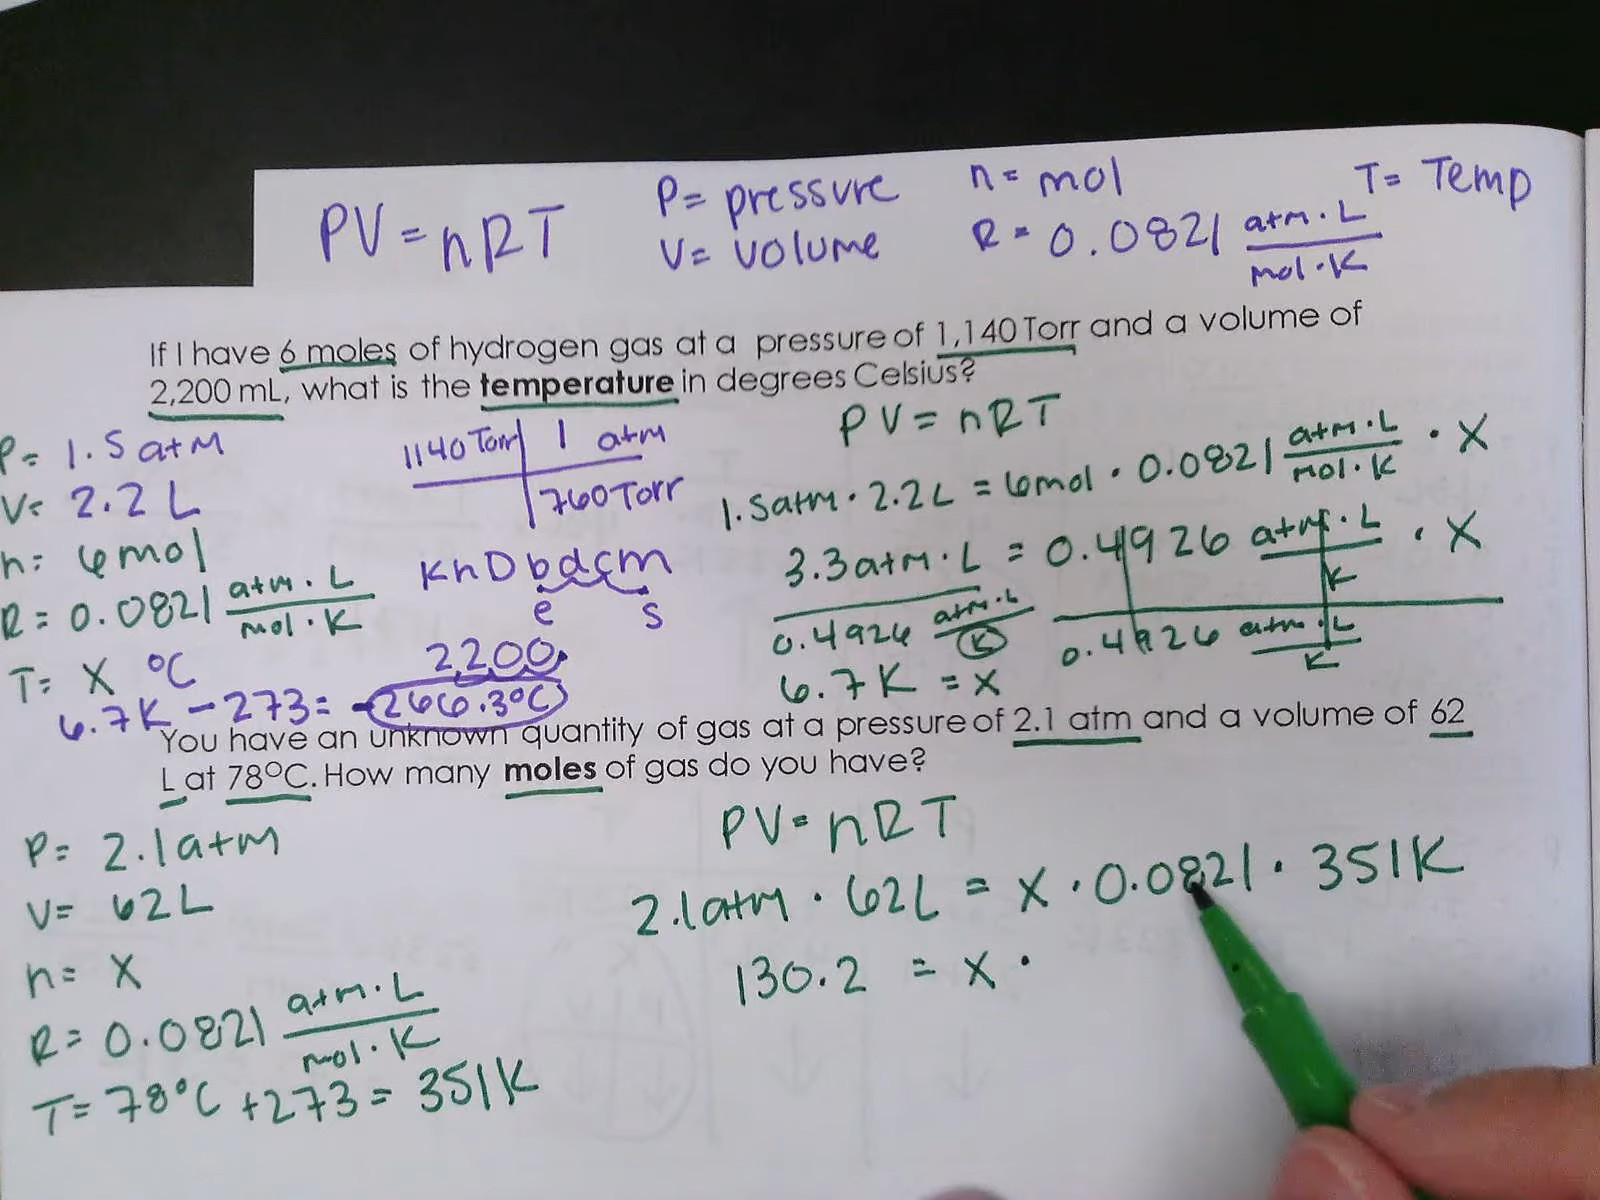 PV = nRT
P = pressure
V = volume
n = mol
R = 0.0821 atm·L / mol·K
T = Temp
If I have 6 moles of hydrogen gas at a pressure of 1,140 Torr and a volume of
2,200 mL, what is the temperature in degrees Celsius?
P = 1.5 atm
V = 2.2 L
n = 6 mol
R = 0.0821 atm·L / mol·K
T = X °C
6.7K - 273 = -266.3°C
1140 Torr | 1 atm
760 Torr
KhDbdcm
e s
2200.
PV = nRT
1.5 atm · 2.2 L = 6 mol · 0.0821 atm·L / mol·K · X
3.3 atm·L = 0.4926 atm·L / K · X
0.4926 atm·L / K 0.4926 atm·L / K
6.7 K = X
You have an unknown quantity of gas at a pressure of 2.1 atm and a volume of 62
L at 78°C. How many moles of gas do you have?
P = 2.1 atm
V = 62 L
n = X
R = 0.0821 atm·L / mol·K
T = 78°C + 273 = 351 K
PV = nRT
2.1 atm · 62 L = X · 0.0821 · 351 K
130.2 = X ·